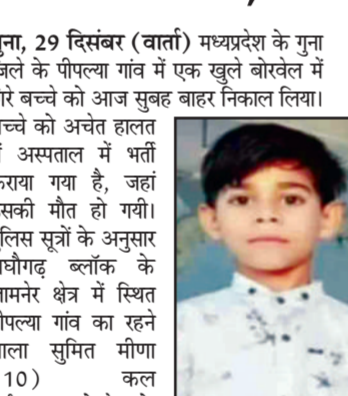 गुना, 29 दिसंबर (वार्ता) मध्यप्रदेश के गुना
जिले के पीपल्या गांव में एक खुले बोरवेल में
गिरे बच्चे को आज सुबह बाहर निकाल लिया।
बच्चे को अचेत हालत
में अस्पताल में भर्ती
कराया गया है, जहां
उसकी मौत हो गयी।
पुलिस सूत्रों के अनुसार
राघौगढ़ ब्लॉक के
जामनेर क्षेत्र में स्थित
पीपल्या गांव का रहने
वाला सुमित मीणा
(10) कल